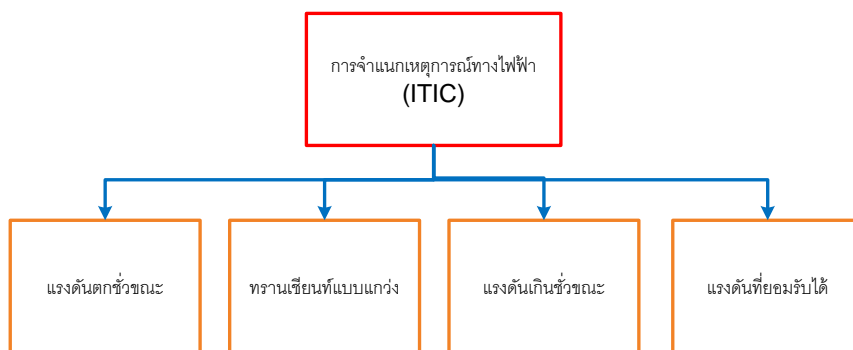 การจำแนกเหตุการณ์ทางไฟฟ้า
(ITIC)
แรงดันตกชั่วขณะ
ทรานเชียนท์แบบแกว่ง
แรงดันเกินชั่วขณะ
แรงดันที่ยอมรับได้